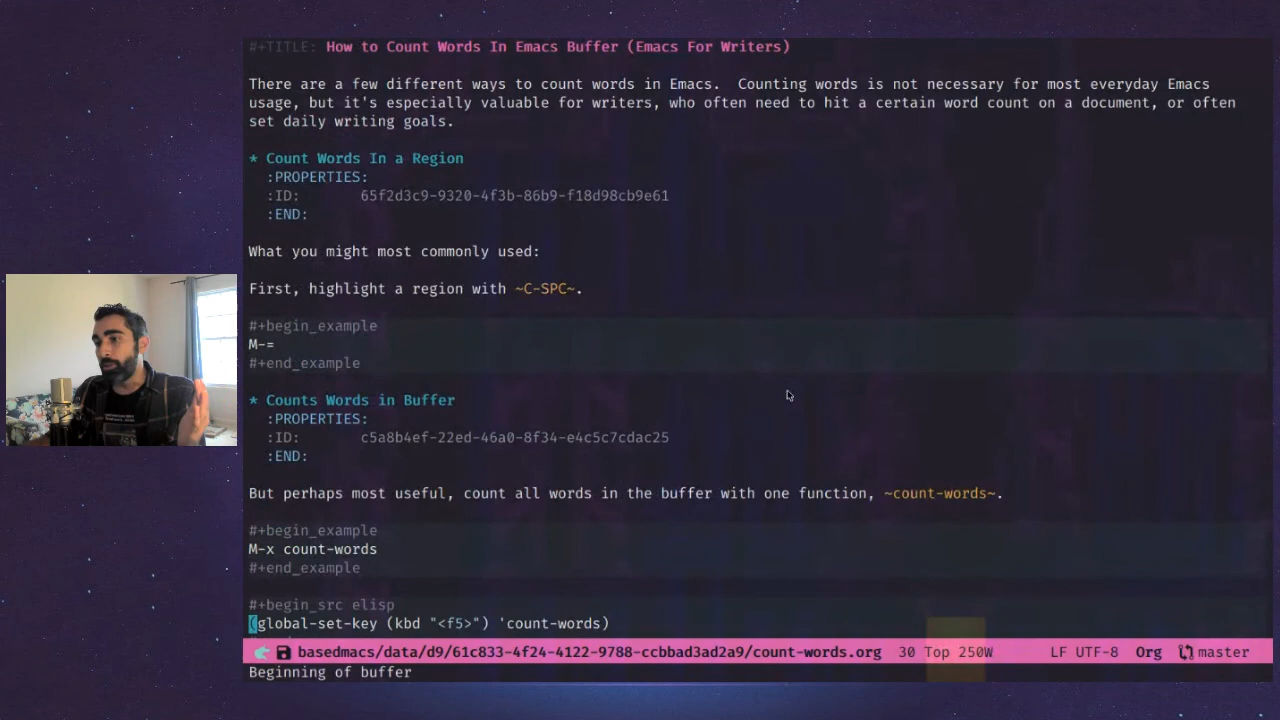 #+TITLE: How to Count Words In Emacs Buffer (Emacs For Writers)
There are a few different ways to count words in Emacs.  Counting words is not necessary for most everyday Emacs
usage, but it's especially valuable for writers, who often need to hit a certain word count on a document, or often
set daily writing goals.
* Count Words In a Region
:PROPERTIES:
:ID:       65f2d3c9-9320-4f3b-86b9-f18d98cb9e61
:END:
What you might most commonly used:
First, highlight a region with ~C-SPC~.
#+begin_example
M-=
#+end_example
* Counts Words in Buffer
:PROPERTIES:
:ID:       c5a8b4ef-22ed-46a0-8f34-e4c5c7cdac25
:END:
But perhaps most useful, count all words in the buffer with one function, ~count-words~.
#+begin_example
M-x count-words
#+end_example
#+begin_src elisp
(global-set-key (kbd "<f5>") 'count-words)
basedmacs/data/d9/61c833-4f24-4122-9788-ccbbad3ad2a9/count-words.org 30 Top 250W LF UTF-8 Org master
Beginning of buffer